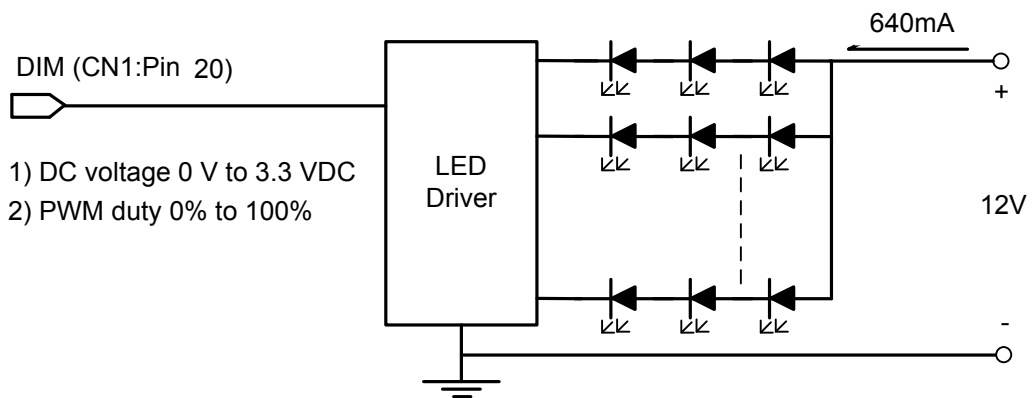 640mA
DIM (CN1:Pin 20)
+
1) DC voltage 0 V to 3.3 VDC
2) PWM duty 0% to 100%
LED
Driver
12V
-